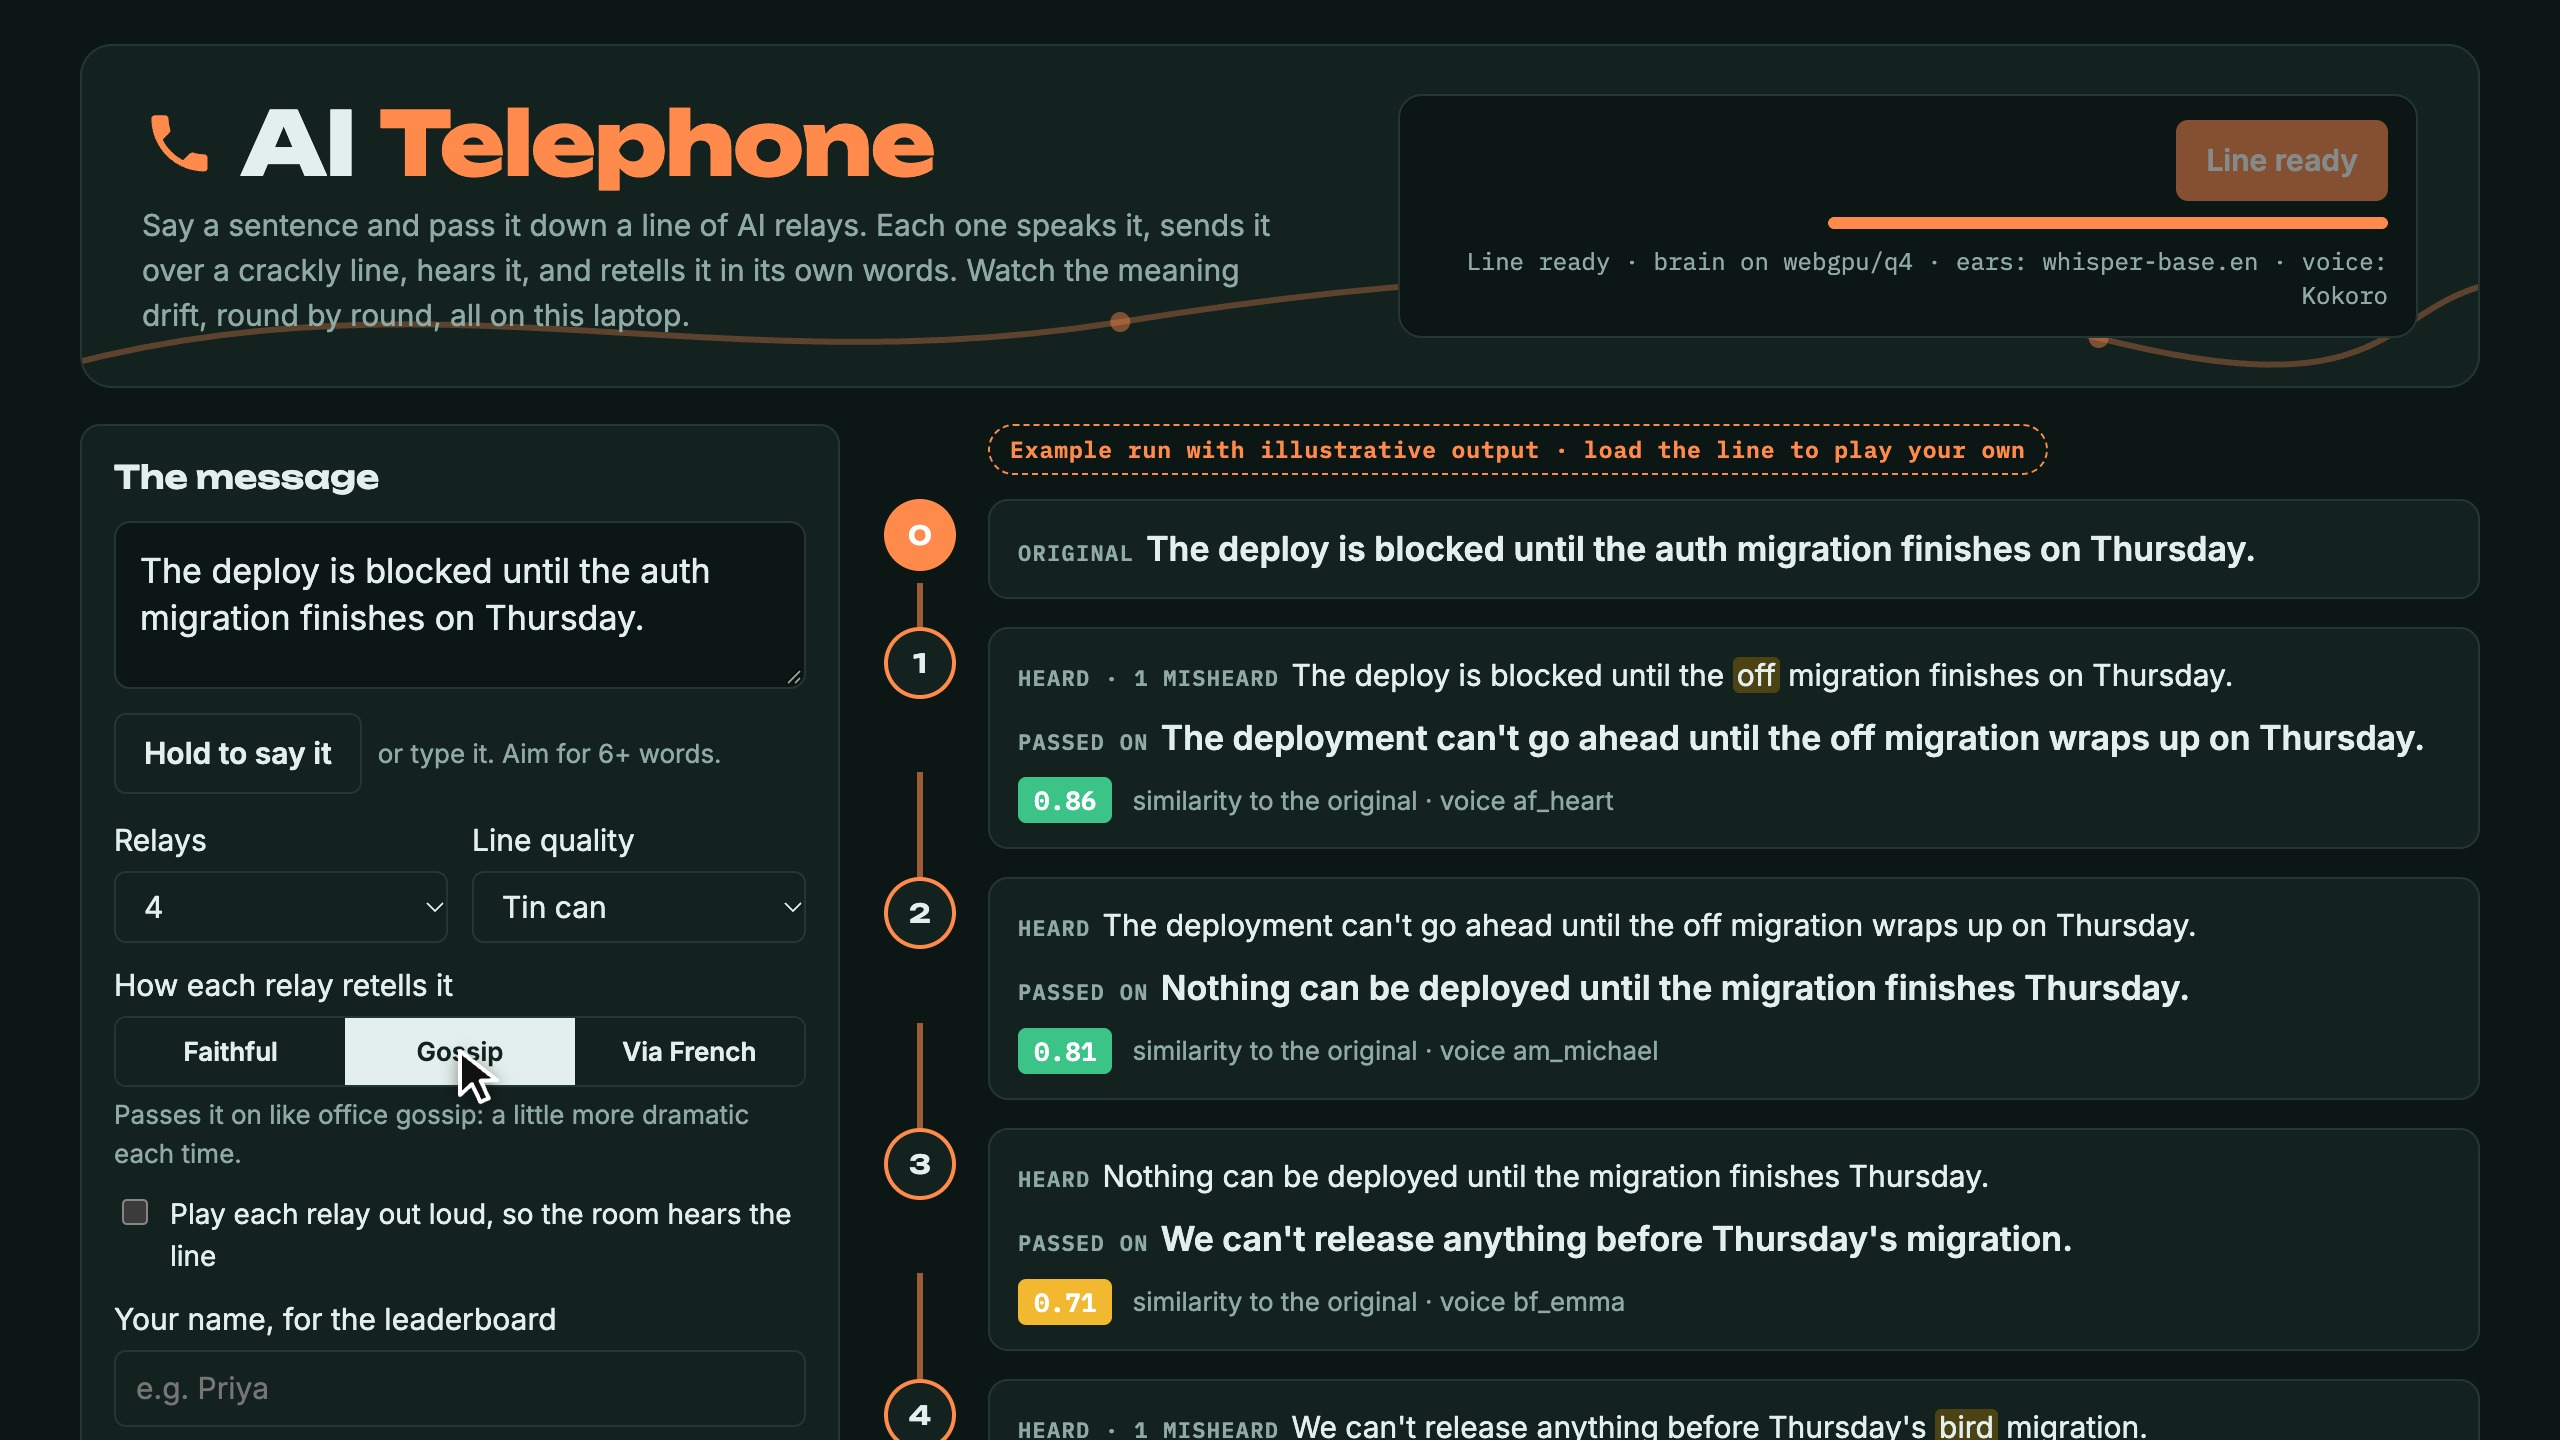 AI Telephone
Say a sentence and pass it down a line of AI relays. Each one speaks it, sends it
over a crackly line, hears it, and retells it in its own words. Watch the meaning
drift, round by round, all on this laptop.
Line ready
Line ready · brain on webgpu/q4 · ears: whisper-base.en · voice:
Kokoro
The message
The deploy is blocked until the auth
migration finishes on Thursday.
Hold to say it
or type it. Aim for 6+ words.
Relays
Line quality
4
Tin can
How each relay retells it
Faithful
Gossip
Via French
Passes it on like office gossip: a little more dramatic
each time.
Play each relay out loud, so the room hears the
line
Your name, for the leaderboard
e.g. Priya
Example run with illustrative output · load the line to play your own
0
ORIGINAL The deploy is blocked until the auth migration finishes on Thursday.
1
HEARD · 1 MISHEARD The deploy is blocked until the off migration finishes on Thursday.
PASSED ON The deployment can't go ahead until the off migration wraps up on Thursday.
0.86 similarity to the original · voice af_heart
2
HEARD The deployment can't go ahead until the off migration wraps up on Thursday.
PASSED ON Nothing can be deployed until the migration finishes Thursday.
0.81 similarity to the original · voice am_michael
3
HEARD Nothing can be deployed until the migration finishes Thursday.
PASSED ON We can't release anything before Thursday's migration.
0.71 similarity to the original · voice bf_emma
4
HEARD · 1 MISHEARD We can't release anything before Thursday's bird migration.